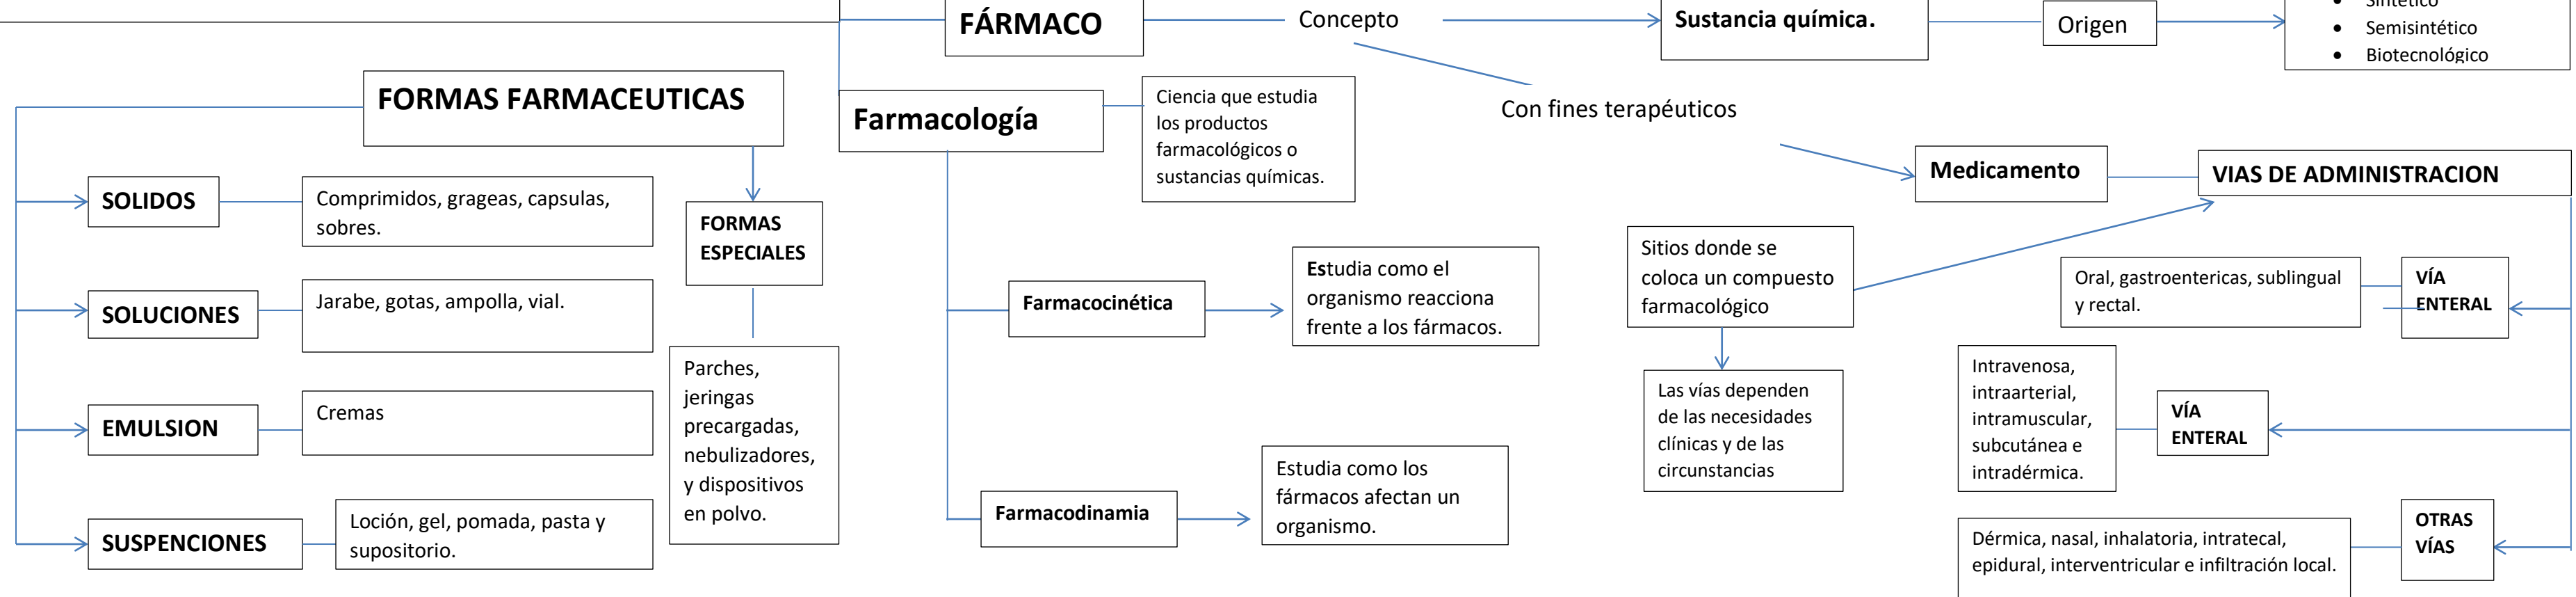 FÁRMACO
Concepto
Sustancia química.
Origen
• Sintético
• Semisintético
• Biotecnológico
FORMAS FARMACEUTICAS
Farmacología
Ciencia que estudia
los productos
farmacológicos o
sustancias químicas.
Con fines terapéuticos
Medicamento
VIAS DE ADMINISTRACION
SOLIDOS
Comprimidos, grageas, capsulas,
sobres.
FORMAS
ESPECIALES
SOLUCIONES
Jarabe, gotas, ampolla, vial.
Parches,
jeringas
precargadas,
nebulizadores,
y dispositivos
en polvo.
EMULSION
Cremas
SUSPENCIONES
Loción, gel, pomada, pasta y
supositorio.
Farmacocinética
Estudia como el
organismo reacciona
frente a los fármacos.
Farmacodinamia
Estudia como los
fármacos afectan un
organismo.
Sitios donde se
coloca un compuesto
farmacológico
Las vías dependen
de las necesidades
clínicas y de las
circunstancias
Oral, gastroentericas, sublingual
y rectal.
VÍA
ENTERAL
Intravenosa,
intraarterial,
intramuscular,
subcutánea e
intradérmica.
VÍA
ENTERAL
Dérmica, nasal, inhalatoria, intratecal,
epidural, interventricular e infiltración local.
OTRAS
VÍAS